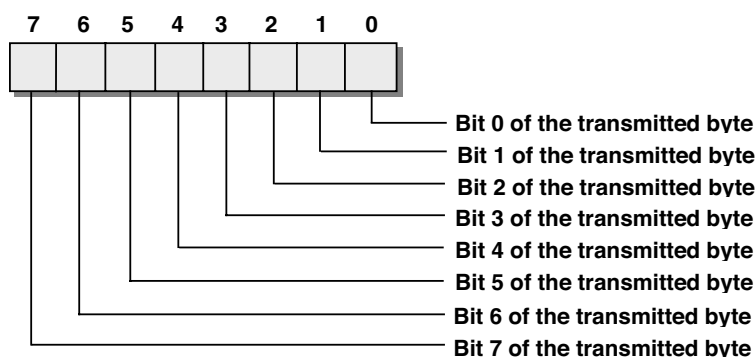 7 6 5 4 3 2 1 0
Bit 0 of the transmitted byte
Bit 1 of the transmitted byte
Bit 2 of the transmitted byte
Bit 3 of the transmitted byte
Bit 4 of the transmitted byte
Bit 5 of the transmitted byte
Bit 6 of the transmitted byte
Bit 7 of the transmitted byte